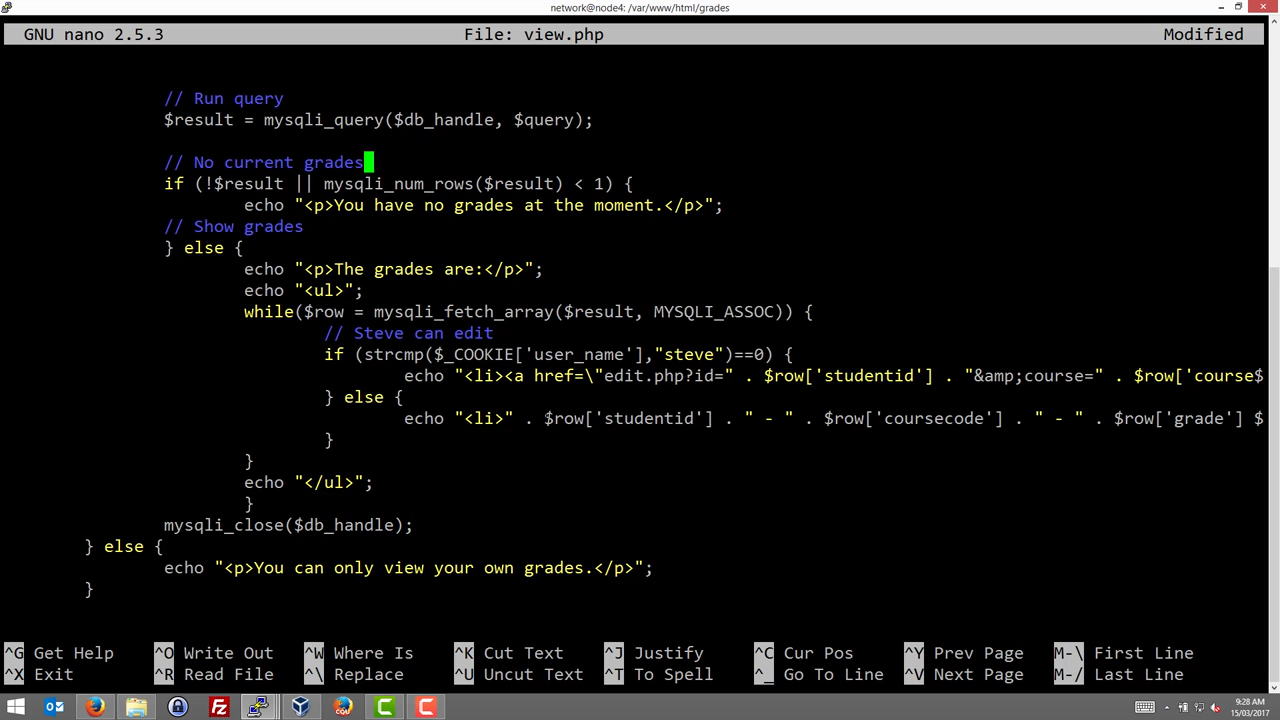 network@node4: /var/www/html/grades
GNU nano 2.5.3 File: view.php Modified
// Run query
$result = mysqli_query($db_handle, $query);
// No current grades
if (!$result || mysqli_num_rows($result) < 1) {
echo "<p>You have no grades at the moment.</p>";
// Show grades
} else {
echo "<p>The grades are:</p>";
echo "<ul>";
while($row = mysqli_fetch_array($result, MYSQLI_ASSOC)) {
// Steve can edit
if (strcmp($_COOKIE['user_name'],"steve")==0) {
echo "<li><a href=\"edit.php?id=" . $row['studentid'] . "&amp;course=" . $row['course$
} else {
echo "<li>" . $row['studentid'] . " - " . $row['coursecode'] . " - " . $row['grade'] $
}
}
echo "</ul>";
}
mysqli_close($db_handle);
} else {
echo "<p>You can only view your own grades.</p>";
}
^G Get Help ^O Write Out ^W Where Is ^K Cut Text ^J Justify ^C Cur Pos ^Y Prev Page M-\ First Line
^X Exit ^R Read File ^\ Replace ^U Uncut Text ^T To Spell ^_ Go To Line ^V Next Page M-/ Last Line
9:28 AM
15/03/2017